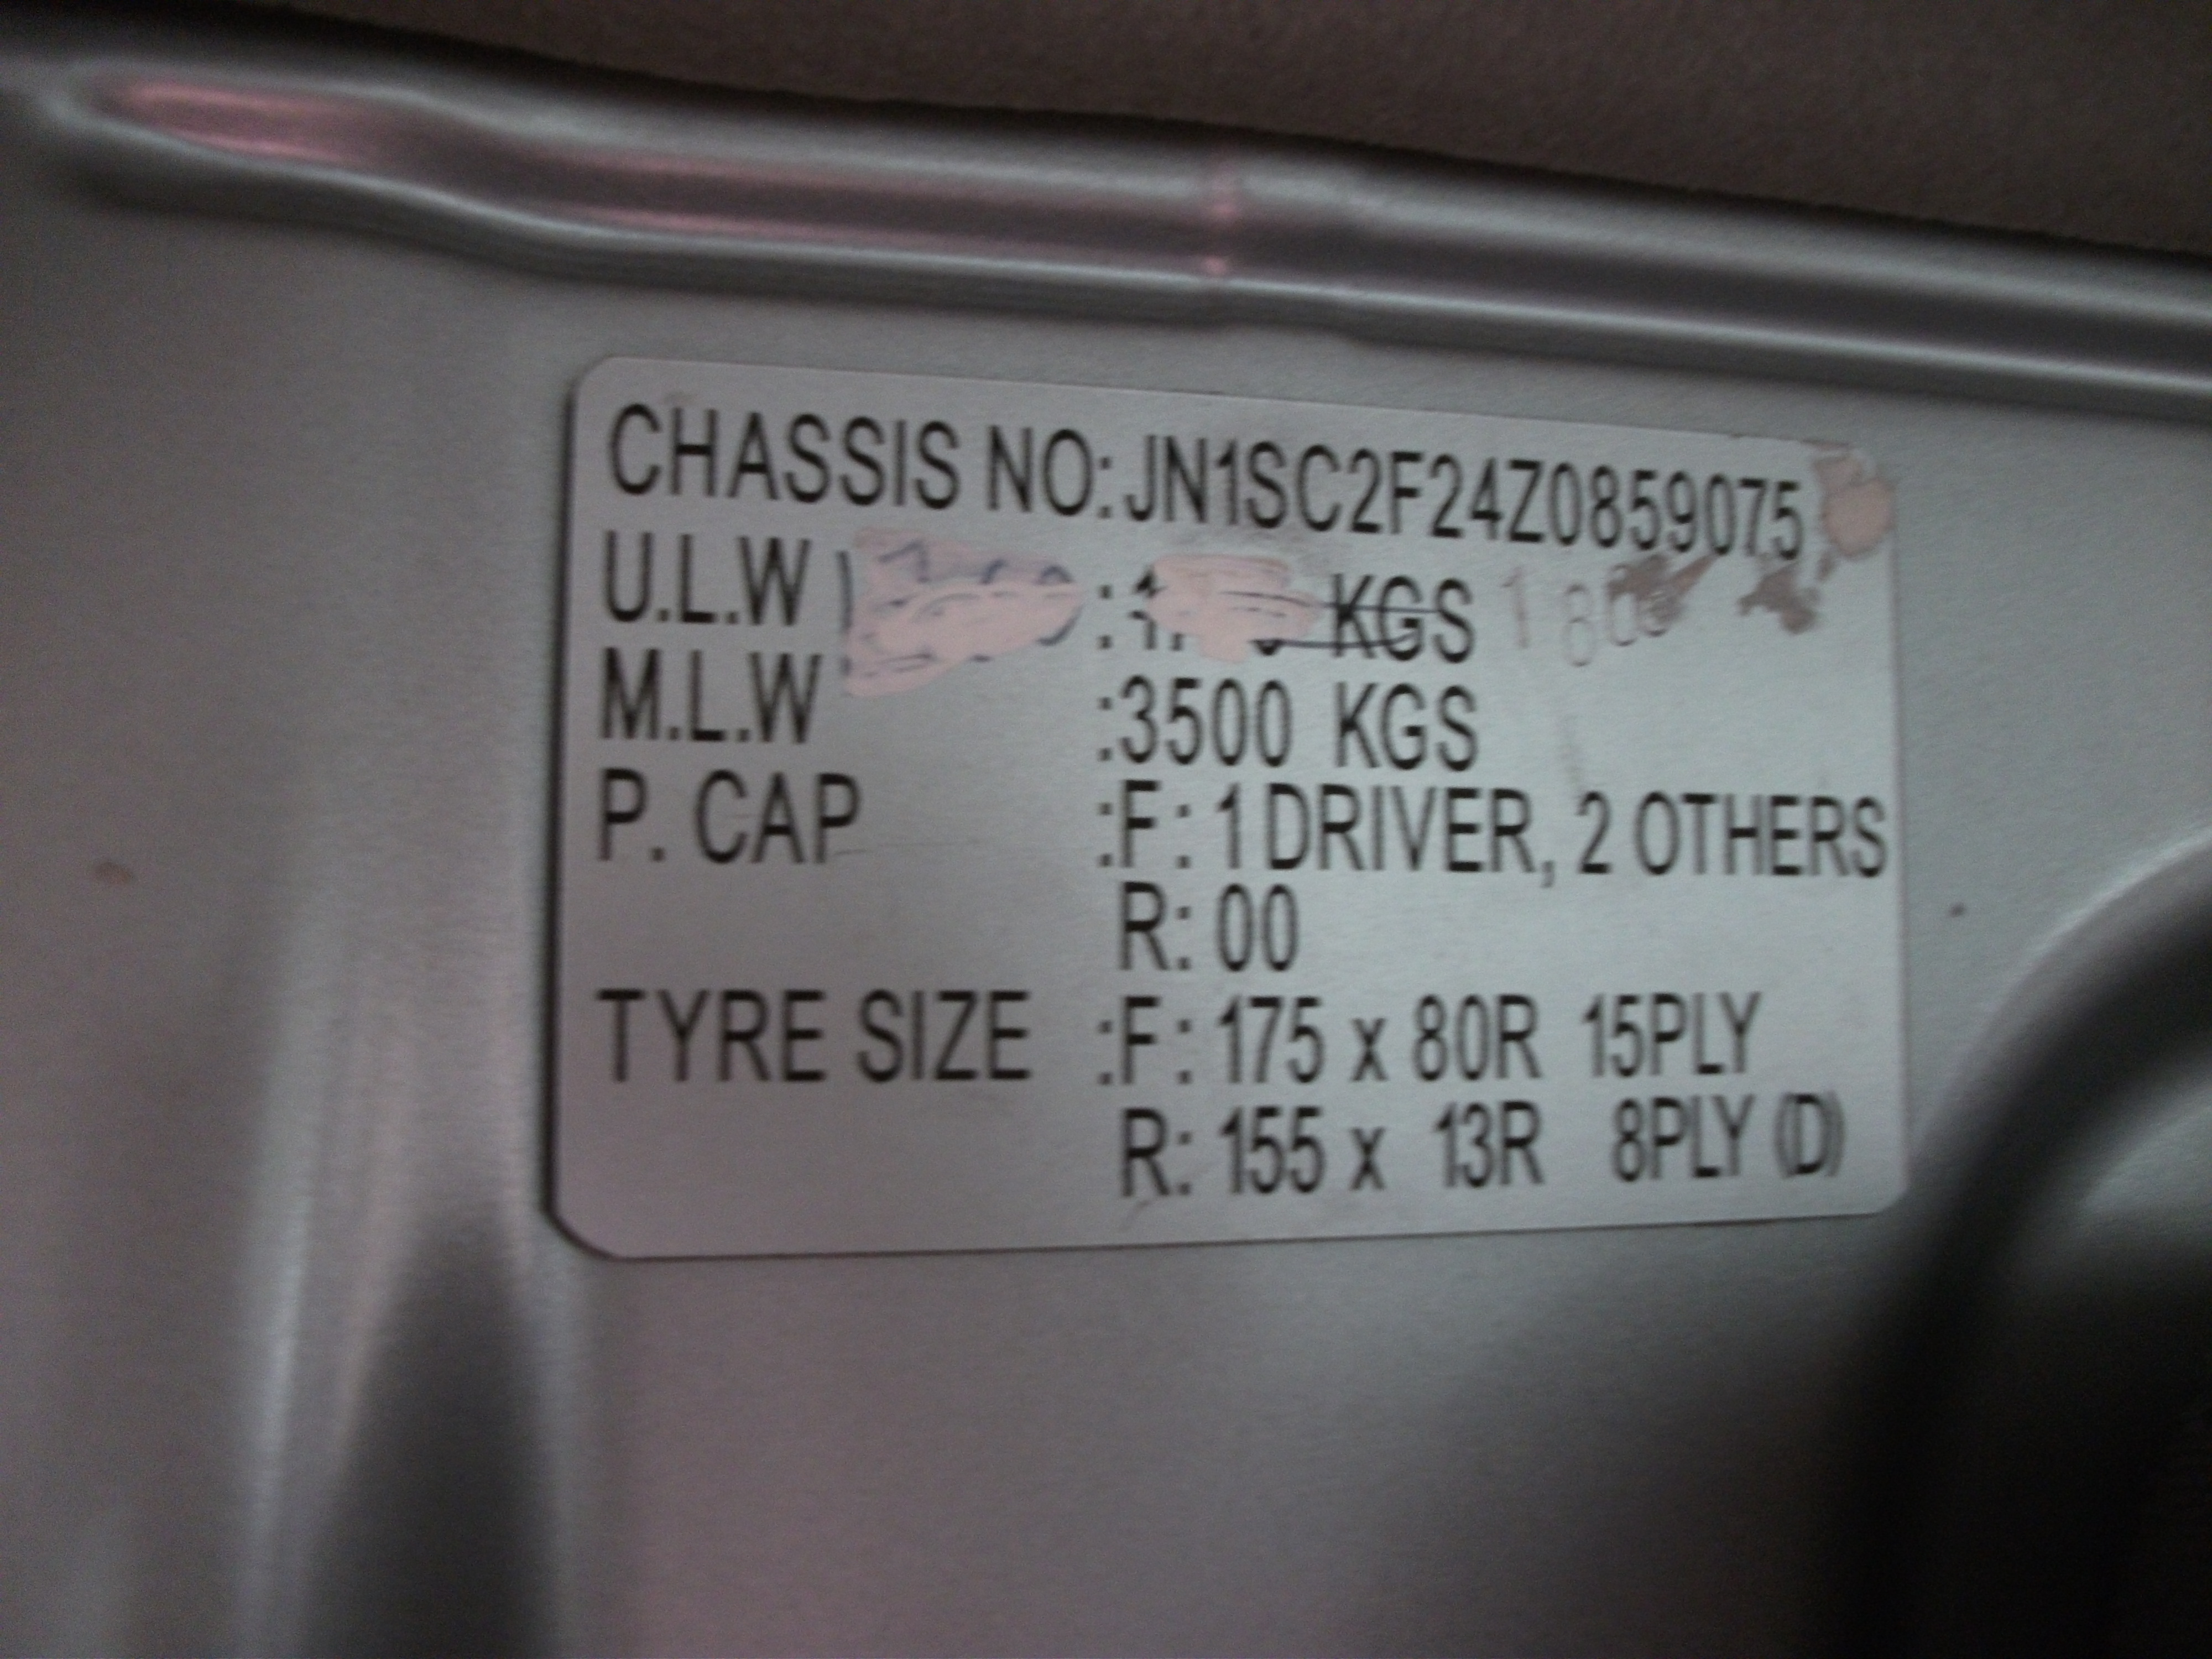 CHASSIS NO: JN1SC2F24Z0859075
U.L.W : KGS
M.L.W :3500 KGS
P. CAP :F: 1 DRIVER, 2 OTHERS
R: 00
TYRE SIZE :F: 175 x 80R 15PLY
R: 155 x 13R 8PLY (D)